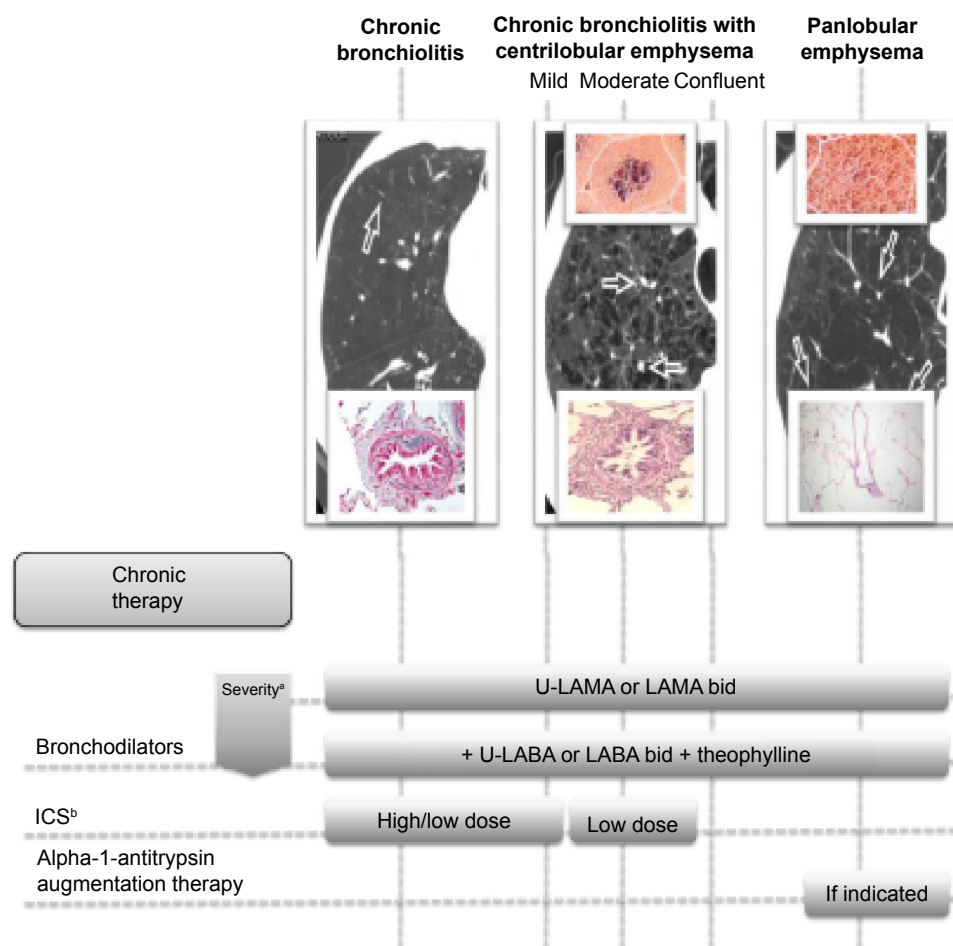 Chronic
bronchiolitis
Chronic bronchiolitis with
centrilobular emphysema
Mild Moderate Confluent
Panlobular
emphysema
Chronic
therapy
Severityᵃ
U-LAMA or LAMA bid
Bronchodilators
+ U-LABA or LABA bid + theophylline
ICSᵇ
High/low dose
Low dose
Alpha-1-antitrypsin
augmentation therapy
If indicated